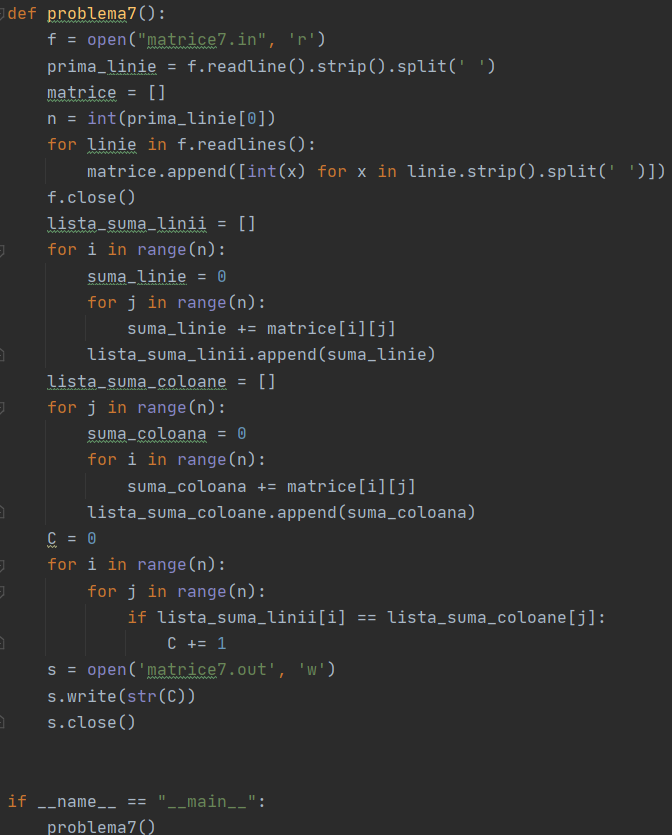 def problema7():
    f = open("matrice7.in", 'r')
    prima_linie = f.readline().strip().split(' ')
    matrice = []
    n = int(prima_linie[0])
    for linie in f.readlines():
        matrice.append([int(x) for x in linie.strip().split(' ')])
    f.close()
    lista_suma_linii = []
    for i in range(n):
        suma_linie = 0
        for j in range(n):
            suma_linie += matrice[i][j]
        lista_suma_linii.append(suma_linie)
    lista_suma_coloane = []
    for j in range(n):
        suma_coloana = 0
        for i in range(n):
            suma_coloana += matrice[i][j]
        lista_suma_coloane.append(suma_coloana)
    C = 0
    for i in range(n):
        for j in range(n):
            if lista_suma_linii[i] == lista_suma_coloane[j]:
                C += 1
    s = open('matrice7.out', 'w')
    s.write(str(C))
    s.close()
if __name__ == "__main__":
    problema7()